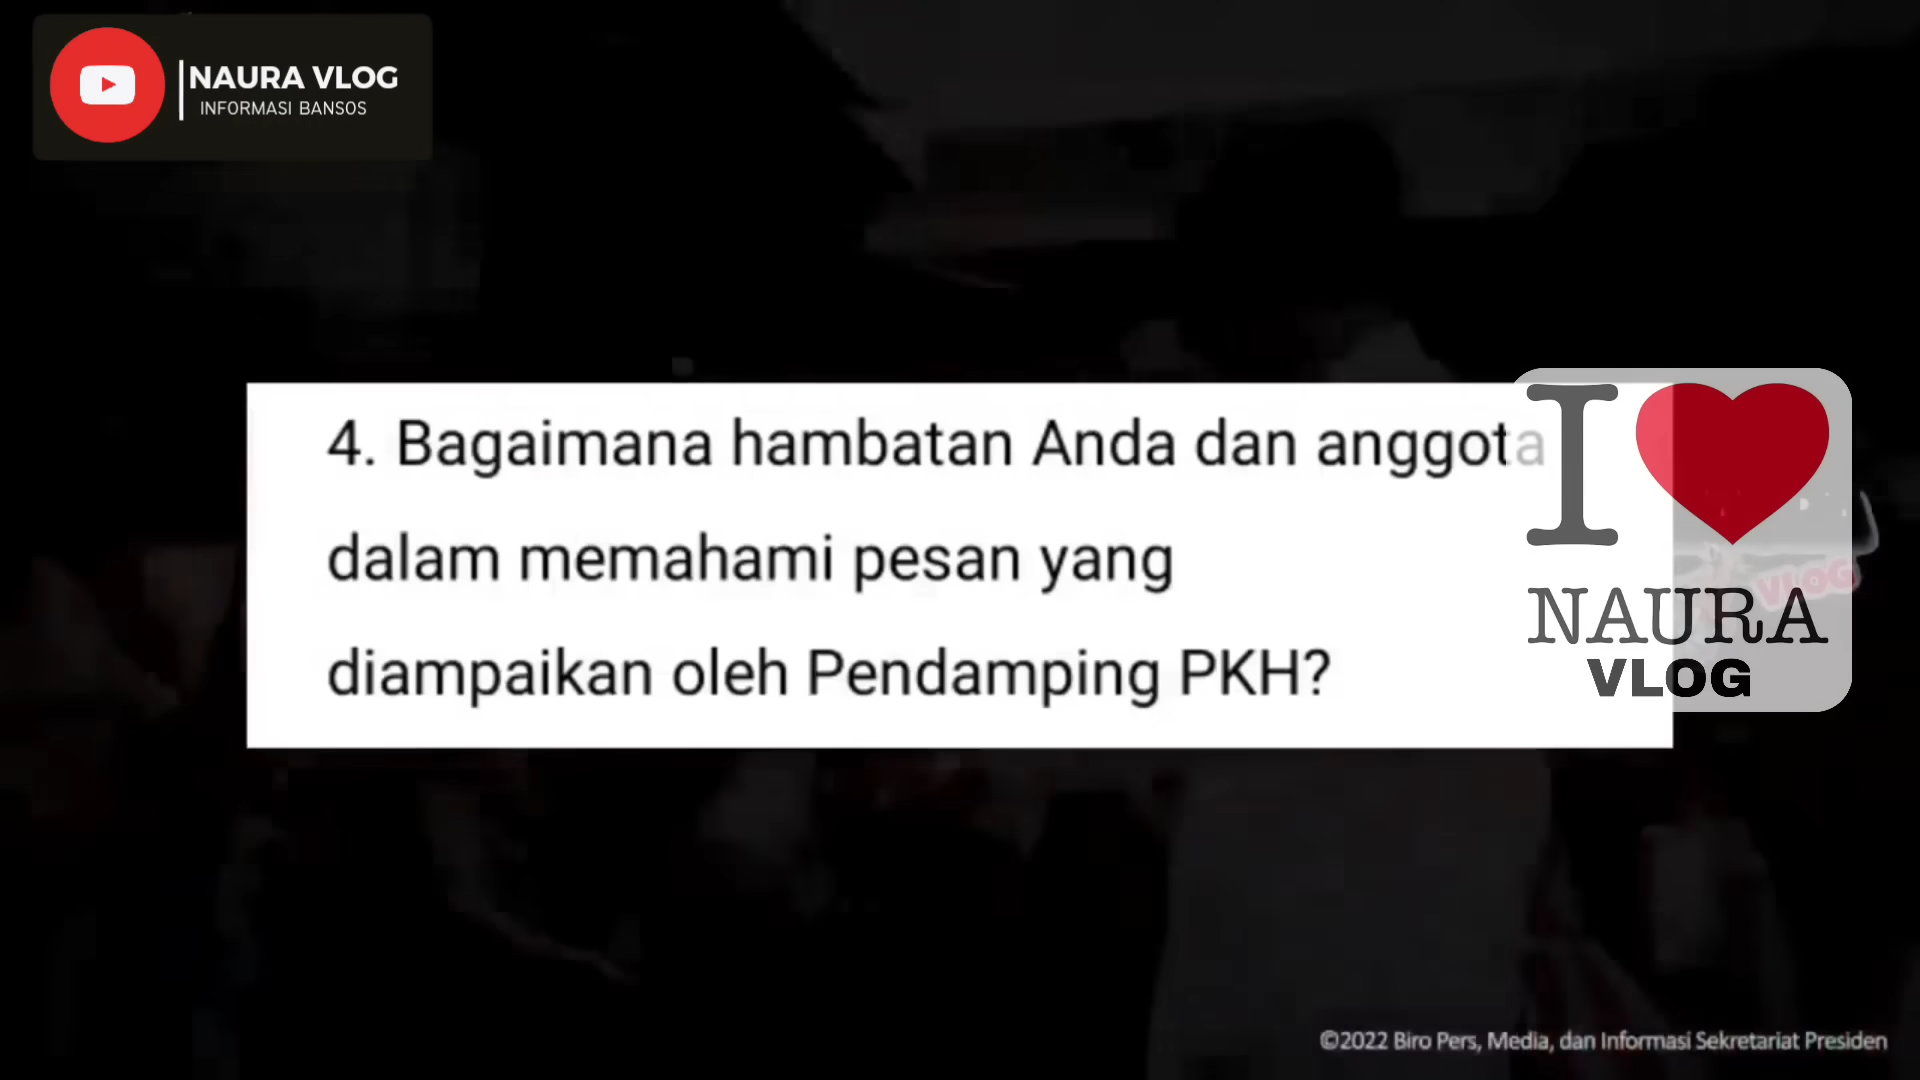 NAURA VLOG
INFORMASI BANSOS
4. Bagaimana hambatan Anda dan anggota
dalam memahami pesan yang
diampaikan oleh Pendamping PKH?
I
NAURA
VLOG
VLOG
©2022 Biro Pers, Media, dan Informasi Sekretariat Presiden